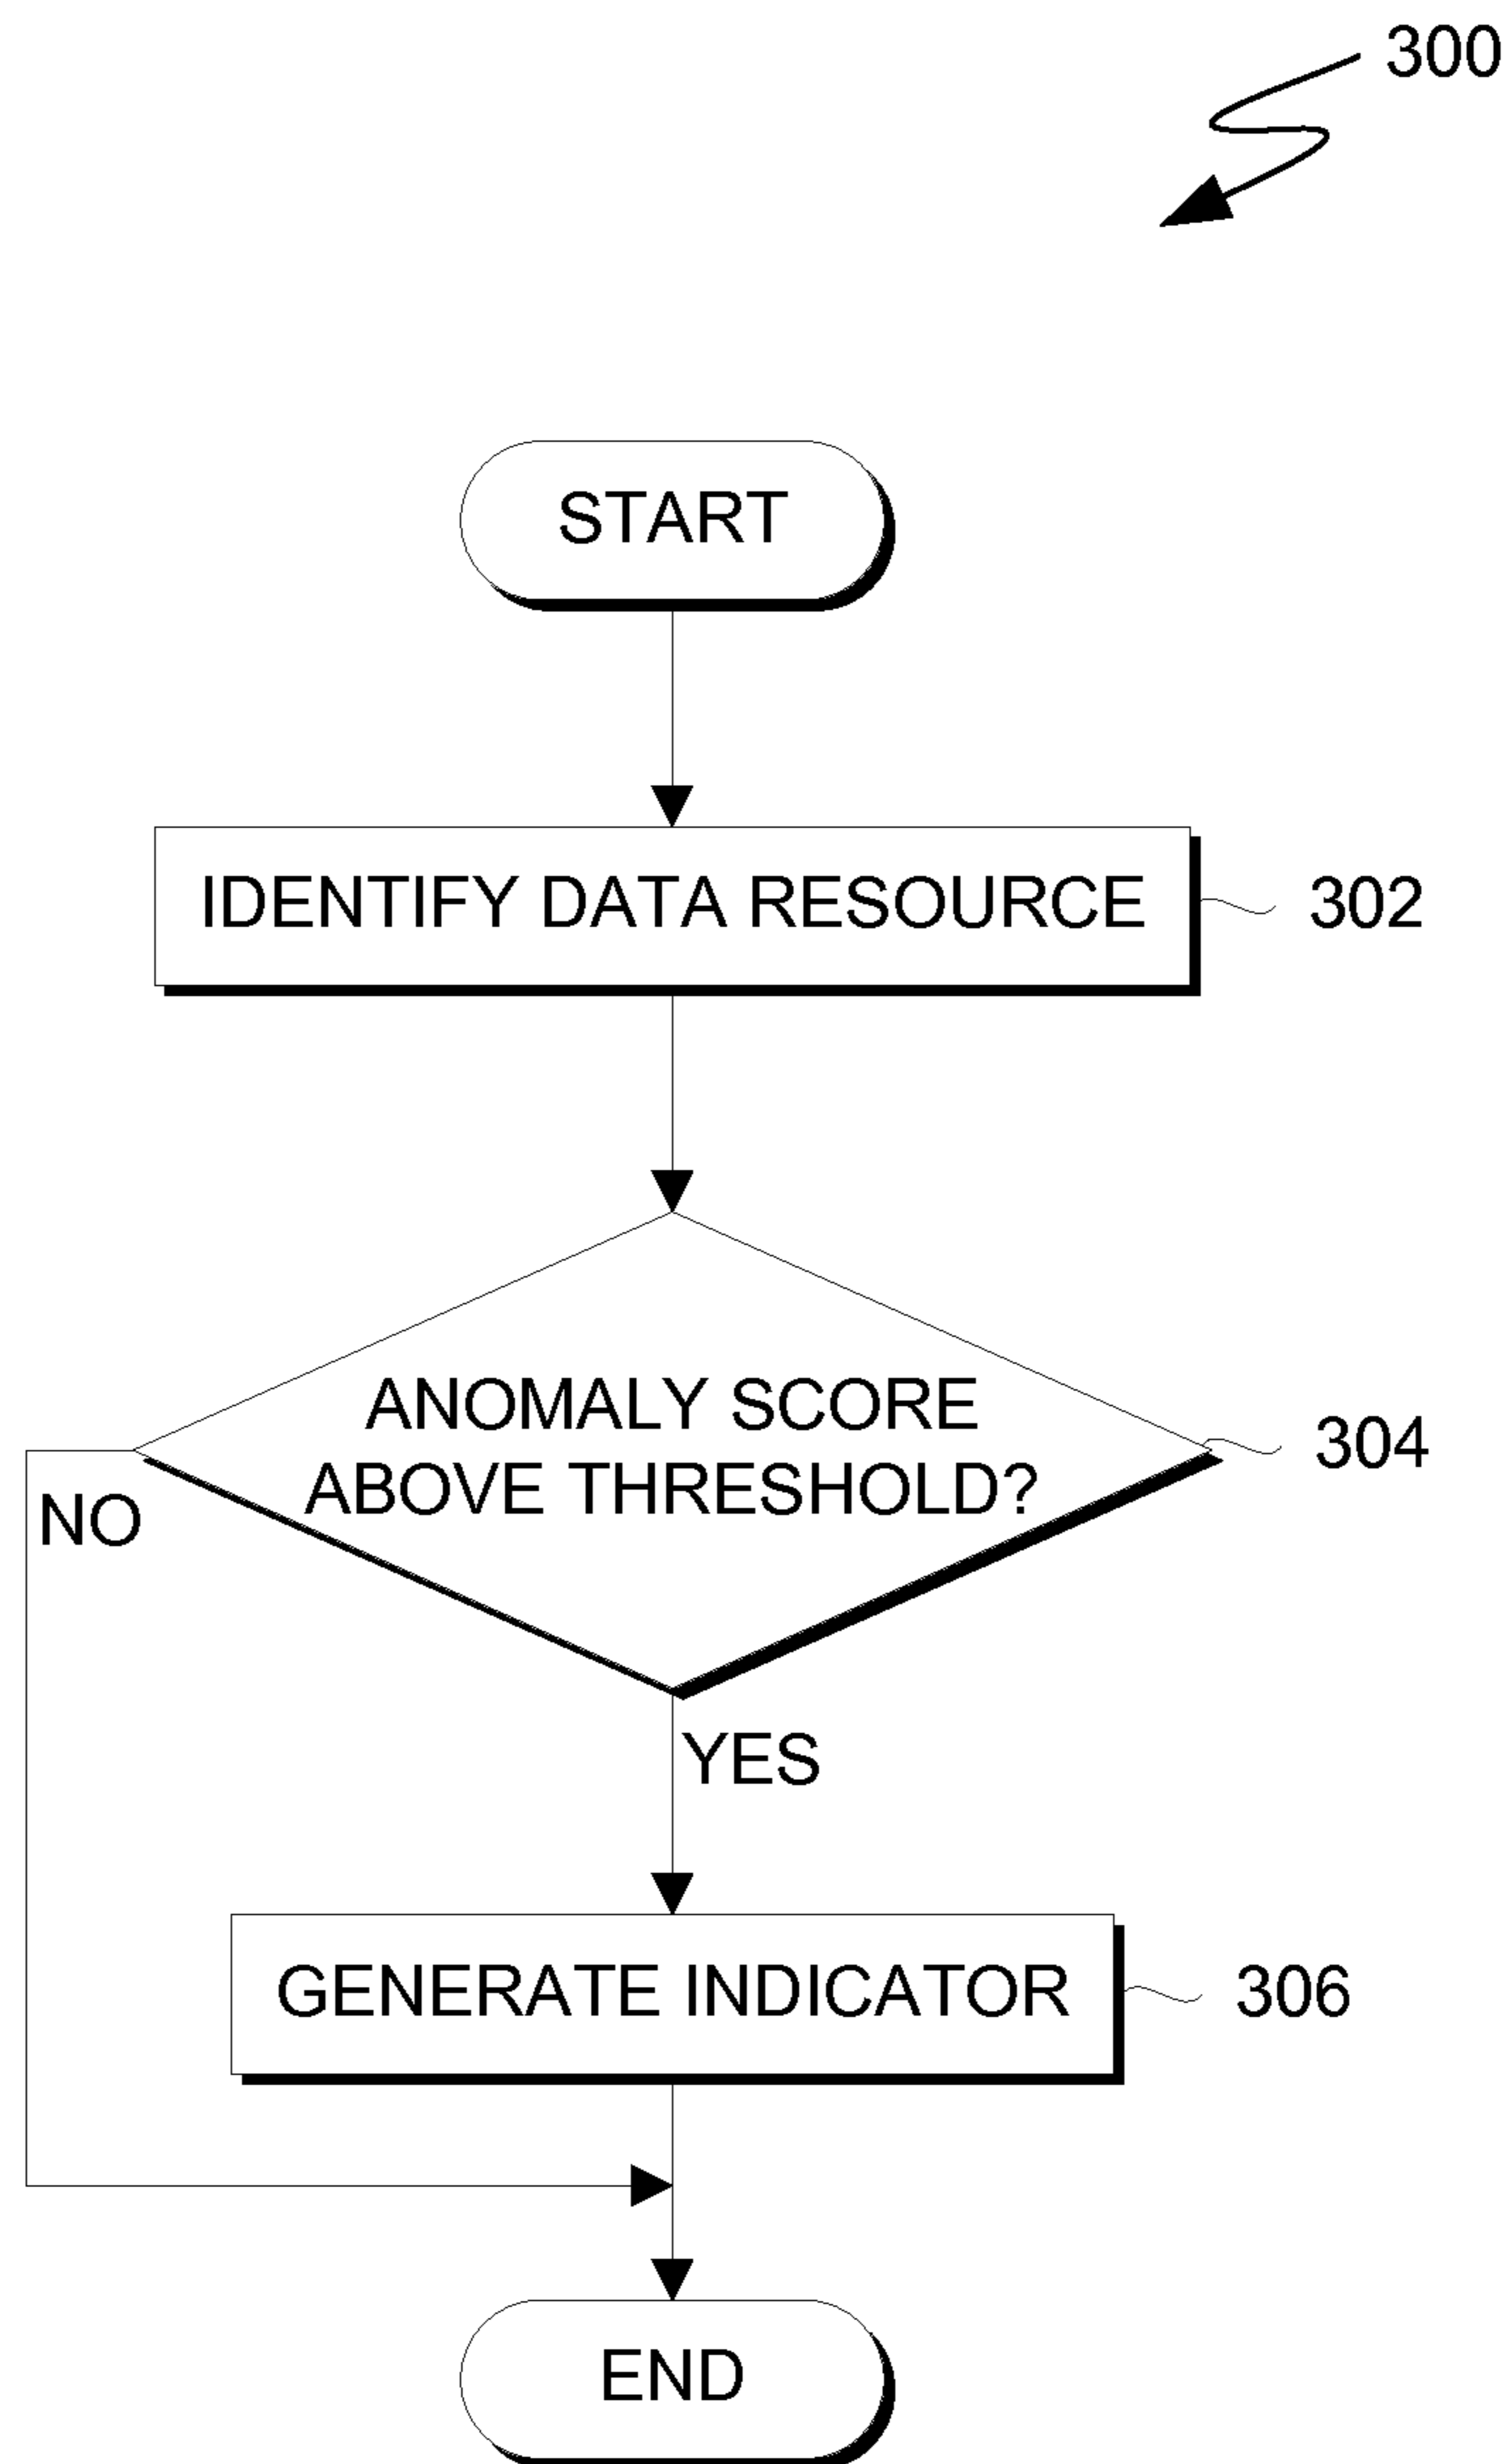 300
START
IDENTIFY DATA RESOURCE
302
ANOMALY SCORE
ABOVE THRESHOLD?
304
NO
YES
GENERATE INDICATOR
306
END